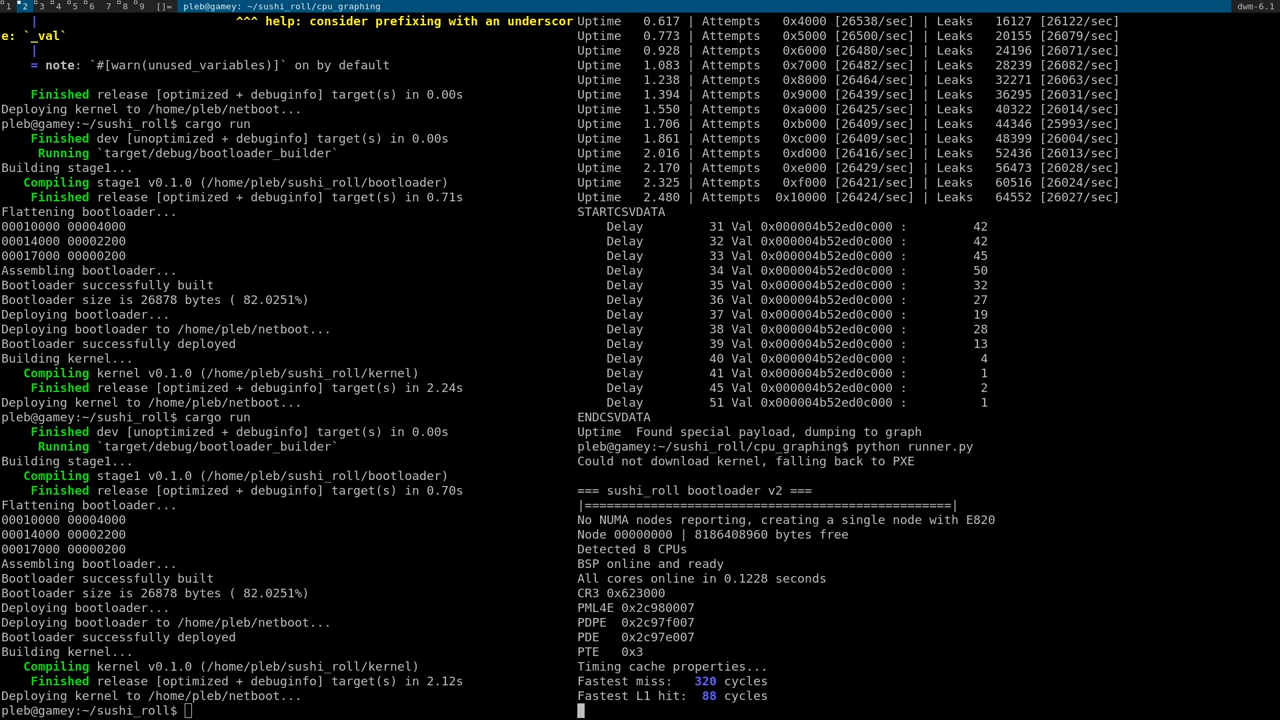 1 2 3 4 5 6 7 8 9 []= pleb@gamey: ~/sushi_roll/cpu_graphing dwm-6.1
| ^^^ help: consider prefixing with an underscor
e: `_val`
|
= note: `#[warn(unused_variables)]` on by default
Finished release [optimized + debuginfo] target(s) in 0.00s
Deploying kernel to /home/pleb/netboot...
pleb@gamey:~/sushi_roll$ cargo run
Finished dev [unoptimized + debuginfo] target(s) in 0.00s
Running `target/debug/bootloader_builder`
Building stage1...
Compiling stage1 v0.1.0 (/home/pleb/sushi_roll/bootloader)
Finished release [optimized + debuginfo] target(s) in 0.71s
Flattening bootloader...
00010000 00004000
00014000 00002200
00017000 00000200
Assembling bootloader...
Bootloader successfully built
Bootloader size is 26878 bytes ( 82.0251%)
Deploying bootloader...
Deploying bootloader to /home/pleb/netboot...
Bootloader successfully deployed
Building kernel...
Compiling kernel v0.1.0 (/home/pleb/sushi_roll/kernel)
Finished release [optimized + debuginfo] target(s) in 2.24s
Deploying kernel to /home/pleb/netboot...
pleb@gamey:~/sushi_roll$ cargo run
Finished dev [unoptimized + debuginfo] target(s) in 0.00s
Running `target/debug/bootloader_builder`
Building stage1...
Compiling stage1 v0.1.0 (/home/pleb/sushi_roll/bootloader)
Finished release [optimized + debuginfo] target(s) in 0.70s
Flattening bootloader...
00010000 00004000
00014000 00002200
00017000 00000200
Assembling bootloader...
Bootloader successfully built
Bootloader size is 26878 bytes ( 82.0251%)
Deploying bootloader...
Deploying bootloader to /home/pleb/netboot...
Bootloader successfully deployed
Building kernel...
Compiling kernel v0.1.0 (/home/pleb/sushi_roll/kernel)
Finished release [optimized + debuginfo] target(s) in 2.12s
Deploying kernel to /home/pleb/netboot...
pleb@gamey:~/sushi_roll$
Uptime 0.617 | Attempts 0x4000 [26538/sec] | Leaks 16127 [26122/sec]
Uptime 0.773 | Attempts 0x5000 [26500/sec] | Leaks 20155 [26079/sec]
Uptime 0.928 | Attempts 0x6000 [26480/sec] | Leaks 24196 [26071/sec]
Uptime 1.083 | Attempts 0x7000 [26482/sec] | Leaks 28239 [26082/sec]
Uptime 1.238 | Attempts 0x8000 [26464/sec] | Leaks 32271 [26063/sec]
Uptime 1.394 | Attempts 0x9000 [26439/sec] | Leaks 36295 [26031/sec]
Uptime 1.550 | Attempts 0xa000 [26425/sec] | Leaks 40322 [26014/sec]
Uptime 1.706 | Attempts 0xb000 [26409/sec] | Leaks 44346 [25993/sec]
Uptime 1.861 | Attempts 0xc000 [26409/sec] | Leaks 48399 [26004/sec]
Uptime 2.016 | Attempts 0xd000 [26416/sec] | Leaks 52436 [26013/sec]
Uptime 2.170 | Attempts 0xe000 [26429/sec] | Leaks 56473 [26028/sec]
Uptime 2.325 | Attempts 0xf000 [26421/sec] | Leaks 60516 [26024/sec]
Uptime 2.480 | Attempts 0x10000 [26424/sec] | Leaks 64552 [26027/sec]
STARTCSVDATA
Delay 31 Val 0x000004b52ed0c000 : 42
Delay 32 Val 0x000004b52ed0c000 : 42
Delay 33 Val 0x000004b52ed0c000 : 45
Delay 34 Val 0x000004b52ed0c000 : 50
Delay 35 Val 0x000004b52ed0c000 : 32
Delay 36 Val 0x000004b52ed0c000 : 27
Delay 37 Val 0x000004b52ed0c000 : 19
Delay 38 Val 0x000004b52ed0c000 : 28
Delay 39 Val 0x000004b52ed0c000 : 13
Delay 40 Val 0x000004b52ed0c000 : 4
Delay 41 Val 0x000004b52ed0c000 : 1
Delay 45 Val 0x000004b52ed0c000 : 2
Delay 51 Val 0x000004b52ed0c000 : 1
ENDCSVDATA
Uptime Found special payload, dumping to graph
pleb@gamey:~/sushi_roll/cpu_graphing$ python runner.py
Could not download kernel, falling back to PXE
=== sushi_roll bootloader v2 ===
|==================================================|
No NUMA nodes reporting, creating a single node with E820
Node 00000000 | 8186408960 bytes free
Detected 8 CPUs
BSP online and ready
All cores online in 0.1228 seconds
CR3 0x623000
PML4E 0x2c980007
PDPE 0x2c97f007
PDE 0x2c97e007
PTE 0x3
Timing cache properties...
Fastest miss: 320 cycles
Fastest L1 hit: 88 cycles